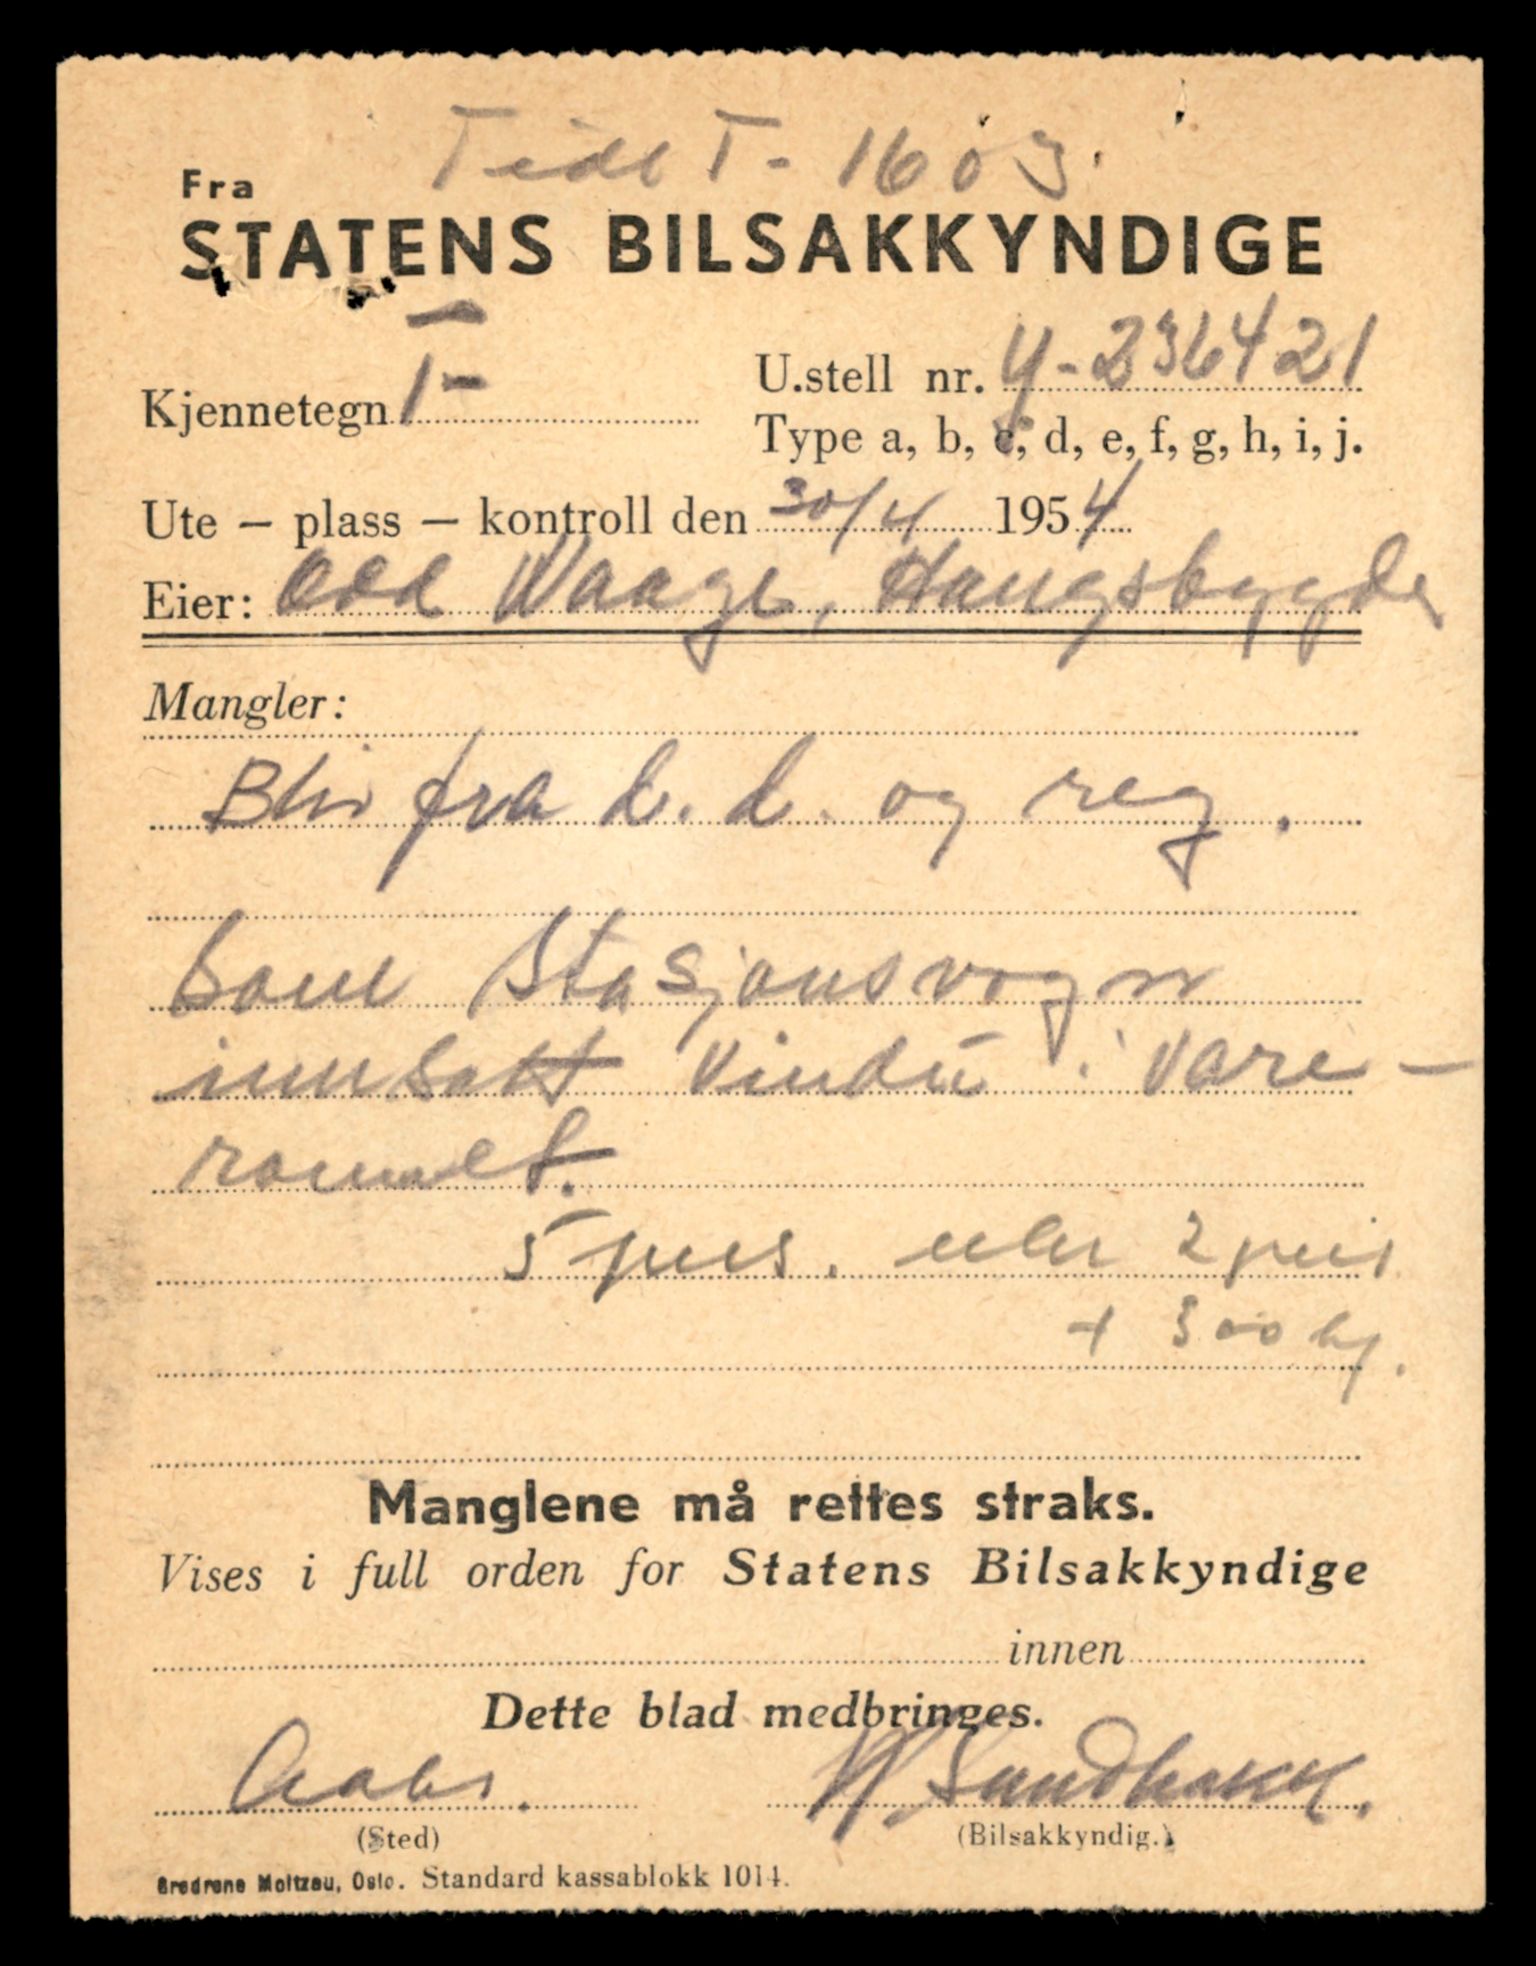 Tidl T- 1603.
Fra
STATENS BILSAKKYNDIGE
Kjennetegn T-
U.stell nr. Y-236421
Type a, b, c, d, e, f, g, h, i, j.
Ute – plass – kontroll den 30/4 1954
Eier: Odd Waage, Haugsbygda
Mangler:
Blir fra d.d. og reg.
som Stasjonsvogn
innsatt Vindu i Vare-
rommet.
5 pers. eller 2 pers
+ 300 kg.
Manglene må rettes straks.
Vises i full orden for Statens Bilsakkyndige
innen
Dette blad medbringes.
(Sted)
(Bilsakkyndig.)
Brødrene Moltzau, Oslo. Standard kassablokk 1014.